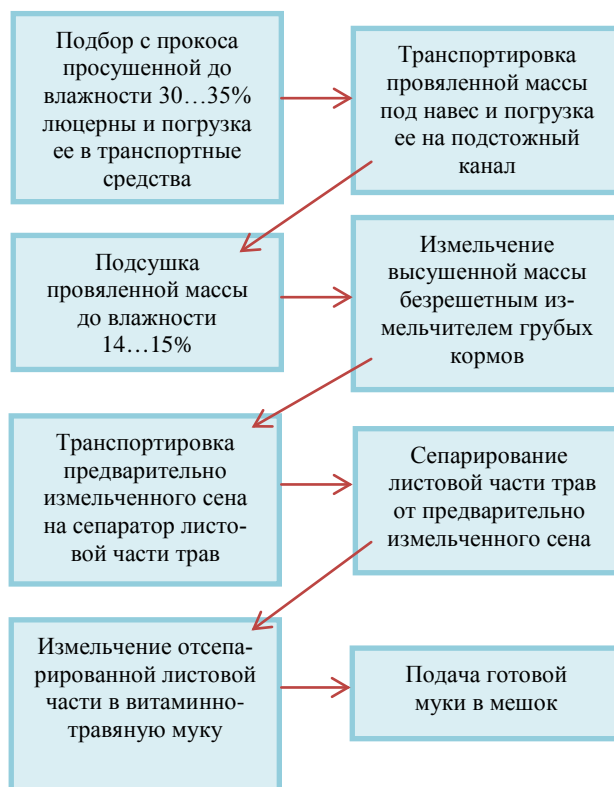 Подбор с прокоса
просушенной до
влажности 30…35%
люцерны и погрузка
ее в транспортные
средства
Транспортировка
провяленной массы
под навес и погрузка
ее на подстожный
канал
Подсушка
провяленной массы
до влажности
14…15%
Измельчение
высушенной массы
безрешетным из-
мельчителем грубых
кормов
Транспортировка
предварительно
измельченного сена
на сепаратор листо-
вой части трав
Сепарирование
листовой части трав
от предварительно
измельченного сена
Измельчение отсепа-
рированной листовой
части в витаминно-
травяную муку
Подача готовой
муки в мешок